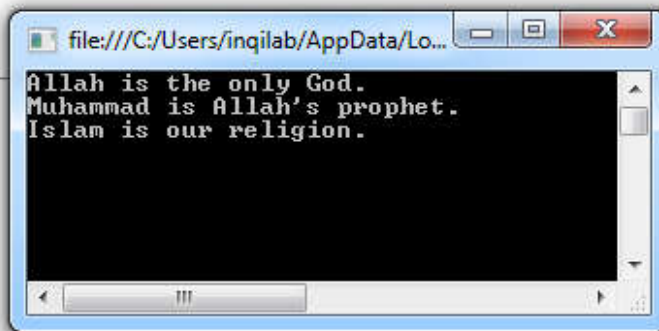 file:///C:/Users/inqilab/AppData/Lo...
Allah is the only God.
Muhammad is Allah's prophet.
Islam is our religion.